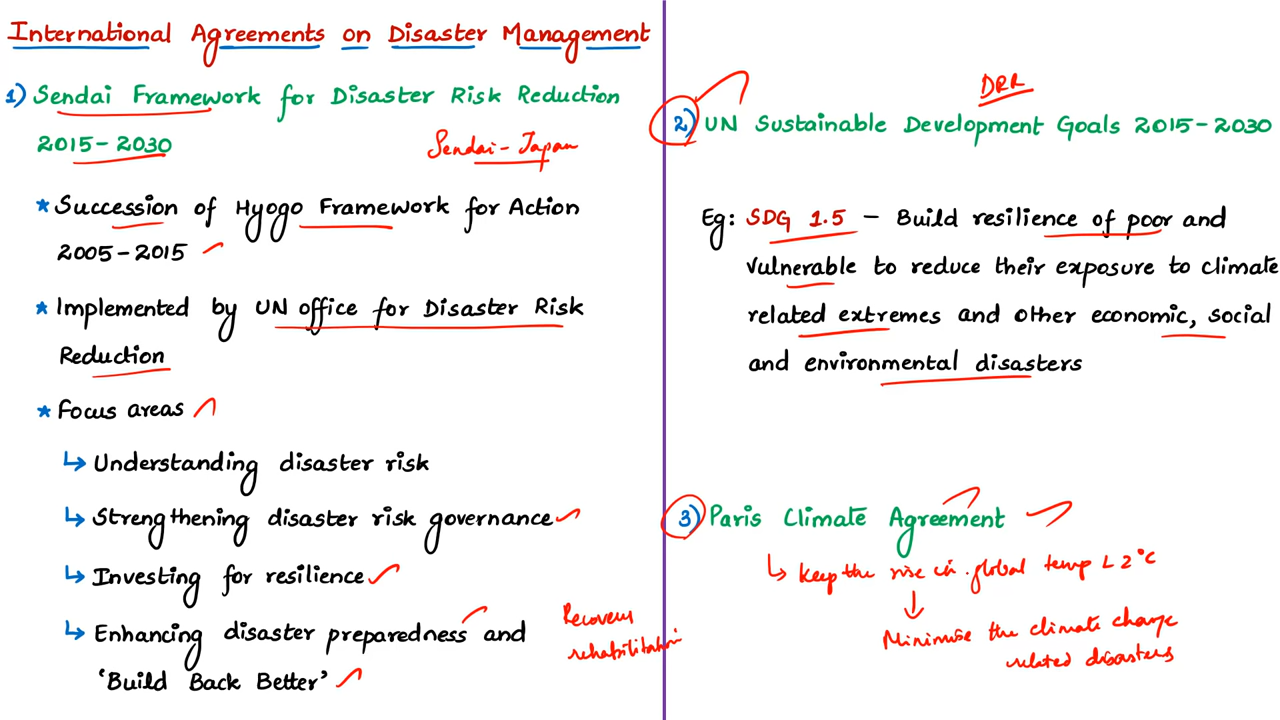 International Agreements on Disaster Management
1) Sendai Framework for Disaster Risk Reduction
2015-2030
Sendai - Japan
* Succession of Hyogo Framework for Action
2005-2015
* Implemented by UN office for Disaster Risk
Reduction
* Focus areas
↳ Understanding disaster risk
↳ Strengthening disaster risk governance
↳ Investing for resilience
↳ Enhancing disaster preparedness and
'Build Back Better'
Recovery
rehabilitation
DRR
2) UN Sustainable Development Goals 2015-2030
Eg: SDG 1.5 - Build resilience of poor and
vulnerable to reduce their exposure to climate
related extremes and other economic, social
and environmental disasters
3) Paris Climate Agreement
↳ Keep the rise in global temp < 2°C
↓
Minimise the climate change
related disasters